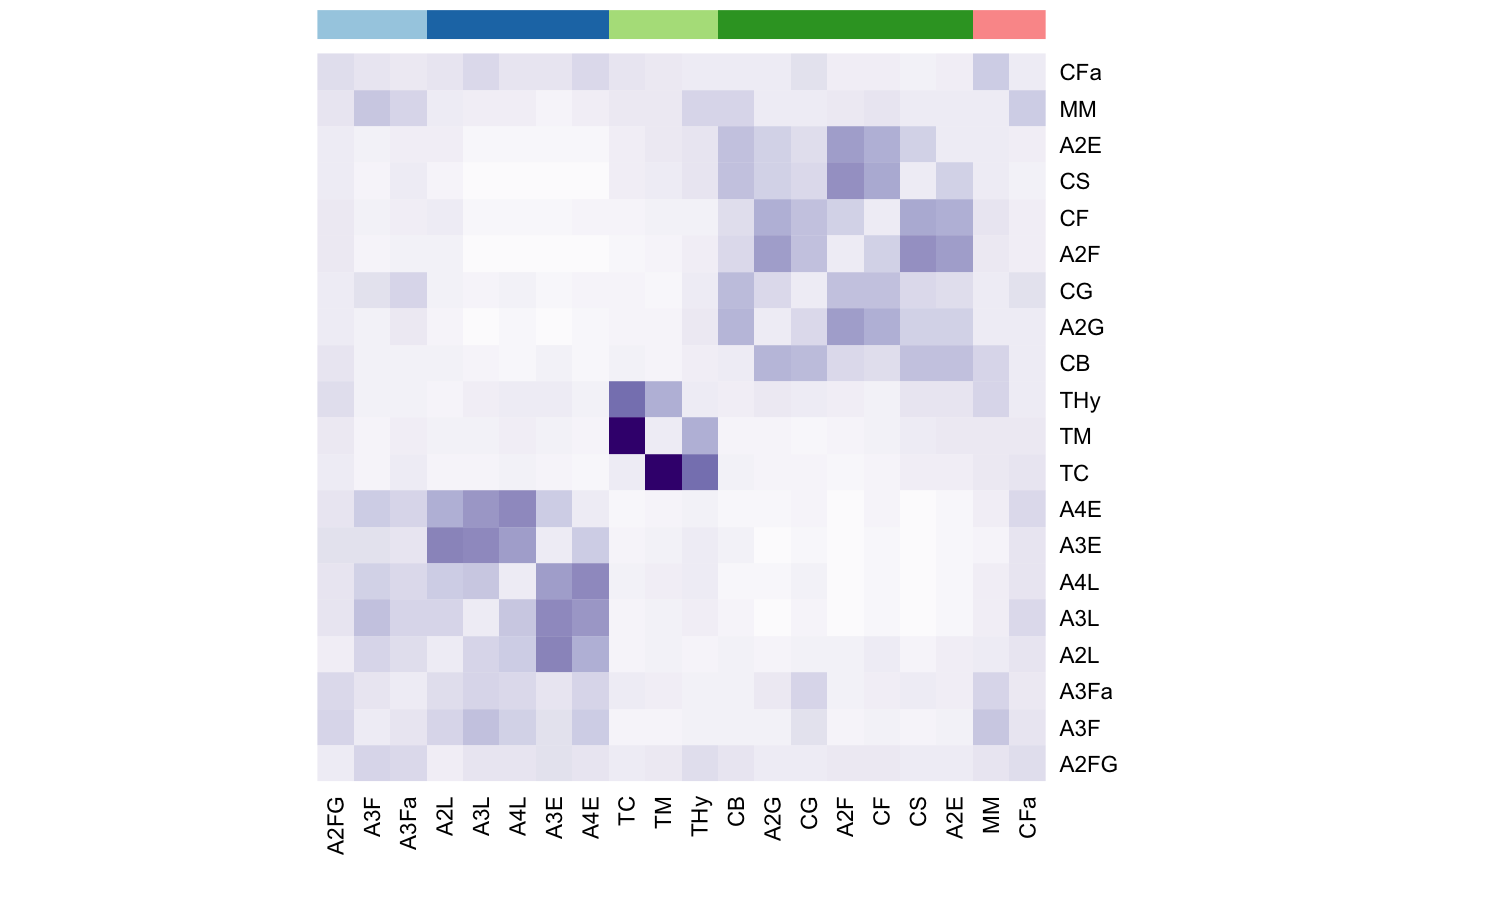 CFa
MM
A2E
CS
CF
A2F
CG
A2G
CB
THy
TM
TC
A4E
A3E
A4L
A3L
A2L
A3Fa
A3F
A2FG
A2FG A3F A3Fa A2L A3L A4L A3E A4E TC TM THy CB A2G CG A2F CF CS A2E MM CFa